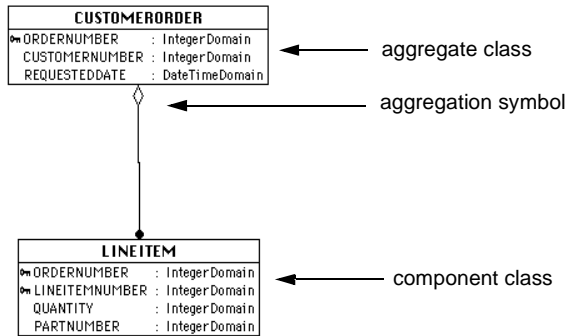 CUSTOMERORDER
ORDERNUMBER : IntegerDomain
CUSTOMERNUMBER : IntegerDomain
REQUESTEDDATE : DateTimeDomain
aggregate class
aggregation symbol
LINEITEM
ORDERNUMBER : IntegerDomain
LINEITEMNUMBER : IntegerDomain
QUANTITY : IntegerDomain
PARTNUMBER : IntegerDomain
component class